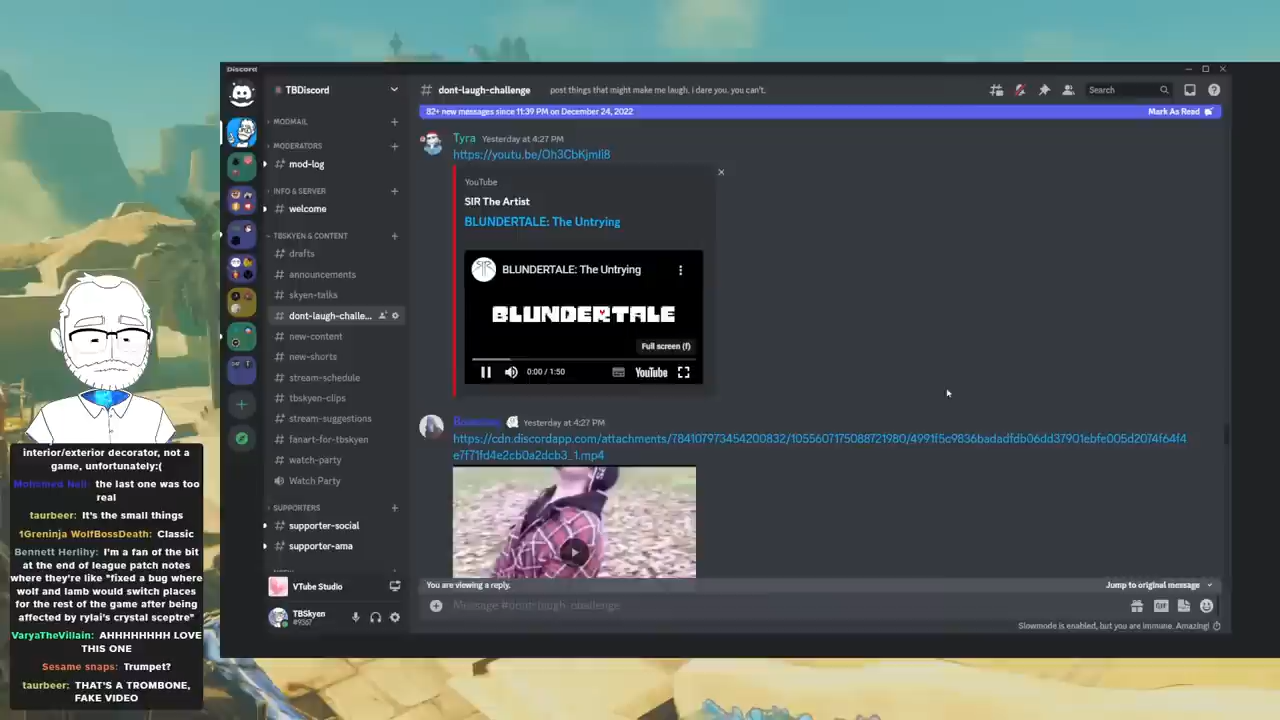 Discord
TBDiscord
MODMAIL
MODERATORS
mod-log
INFO & SERVER
welcome
TBSKYEN & CONTENT
drafts
announcements
skyen-talks
dont-laugh-challe...
new-content
new-shorts
stream-schedule
tbskyen-clips
stream-suggestions
fanart-for-tbskyen
watch-party
Watch Party
SUPPORTERS
supporter-social
supporter-ama
VTube Studio
TBSkyen
#9367
dont-laugh-challenge post things that might make me laugh, i dare you. you can't.
Search
82+ new messages since 11:39 PM on December 24, 2022
Mark As Read
Tyra Yesterday at 4:27 PM
https://youtu.be/Oh3CbKjmIi8
YouTube
SIR The Artist
BLUNDERTALE: The Untrying
BLUNDERTALE: The Untrying
BLUNDERTALE
Full screen (f)
0:00 / 1:50
YouTube
Yesterday at 4:27 PM
https://cdn.discordapp.com/attachments/784107973454200832/1055607175088721980/4991f5c9836badadfdb06dd37901ebfe005d2074f64f4
e7f71fd4e2cb0a2dcb3_1.mp4
You are viewing a reply.
Jump to original message
Message #dont-laugh-challenge
GIF
Slowmode is enabled, but you are immune. Amazing!
interior/exterior decorator, not a
game, unfortunately:(
Mohamed Neji: the last one was too
real
taurbeer: It's the small things
1Greninja WolfBossDeath: Classic
Bennett Herlihy: I'm a fan of the bit
at the end of league patch notes
where they're like "fixed a bug where
wolf and lamb would switch places
for the rest of the game after being
affected by rylai's crystal sceptre"
VaryaTheVillain: AHHHHHHHH LOVE
THIS ONE
Sesame snaps: Trumpet?
taurbeer: THAT'S A TROMBONE,
FAKE VIDEO